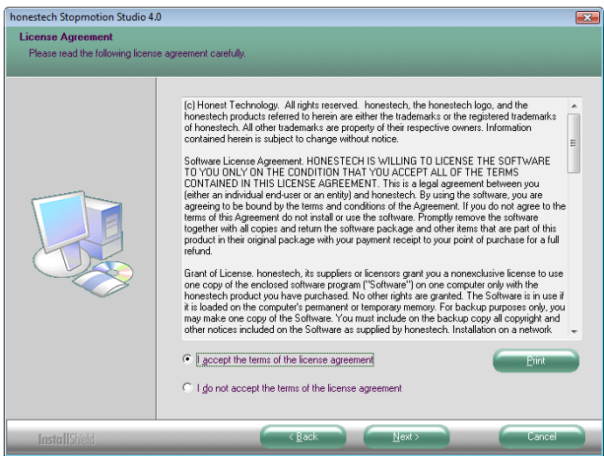 honestech Stopmotion Studio 4.0
License Agreement
Please read the following license agreement carefully.
(c) Honest Technology.  All rights reserved.  honestech, the honestech logo, and the
honestech products referred to herein are either the trademarks or the registered trademarks
of honestech. All other trademarks are property of their respective owners. Information
contained herein is subject to change without notice.
Software License Agreement. HONESTECH IS WILLING TO LICENSE THE SOFTWARE
TO YOU ONLY ON THE CONDITION THAT YOU ACCEPT ALL OF THE TERMS
CONTAINED IN THIS LICENSE AGREEMENT. This is a legal agreement between you
(either an individual end-user or an entity) and honestech. By using the software, you are
agreeing to be bound by the terms and conditions of the Agreement. If you do not agree to the
terms of this Agreement do not install or use the software. Promptly remove the software
together with all copies and return the software package and other items that are part of this
product in their original package with your payment receipt to your point of purchase for a full
refund.
Grant of License. honestech, its suppliers or licensors grant you a nonexclusive license to use
one copy of the enclosed software program ("Software") on one computer only with the
honestech product you have purchased. No other rights are granted. The Software is in use if
it is loaded on the computer's permanent or temporary memory. For backup purposes only, you
may make one copy of the Software. You must include on the backup copy all copyright and
other notices included on the Software as supplied by honestech. Installation on a network
I accept the terms of the license agreement
Print
I do not accept the terms of the license agreement
InstallShield
< Back
Next >
Cancel